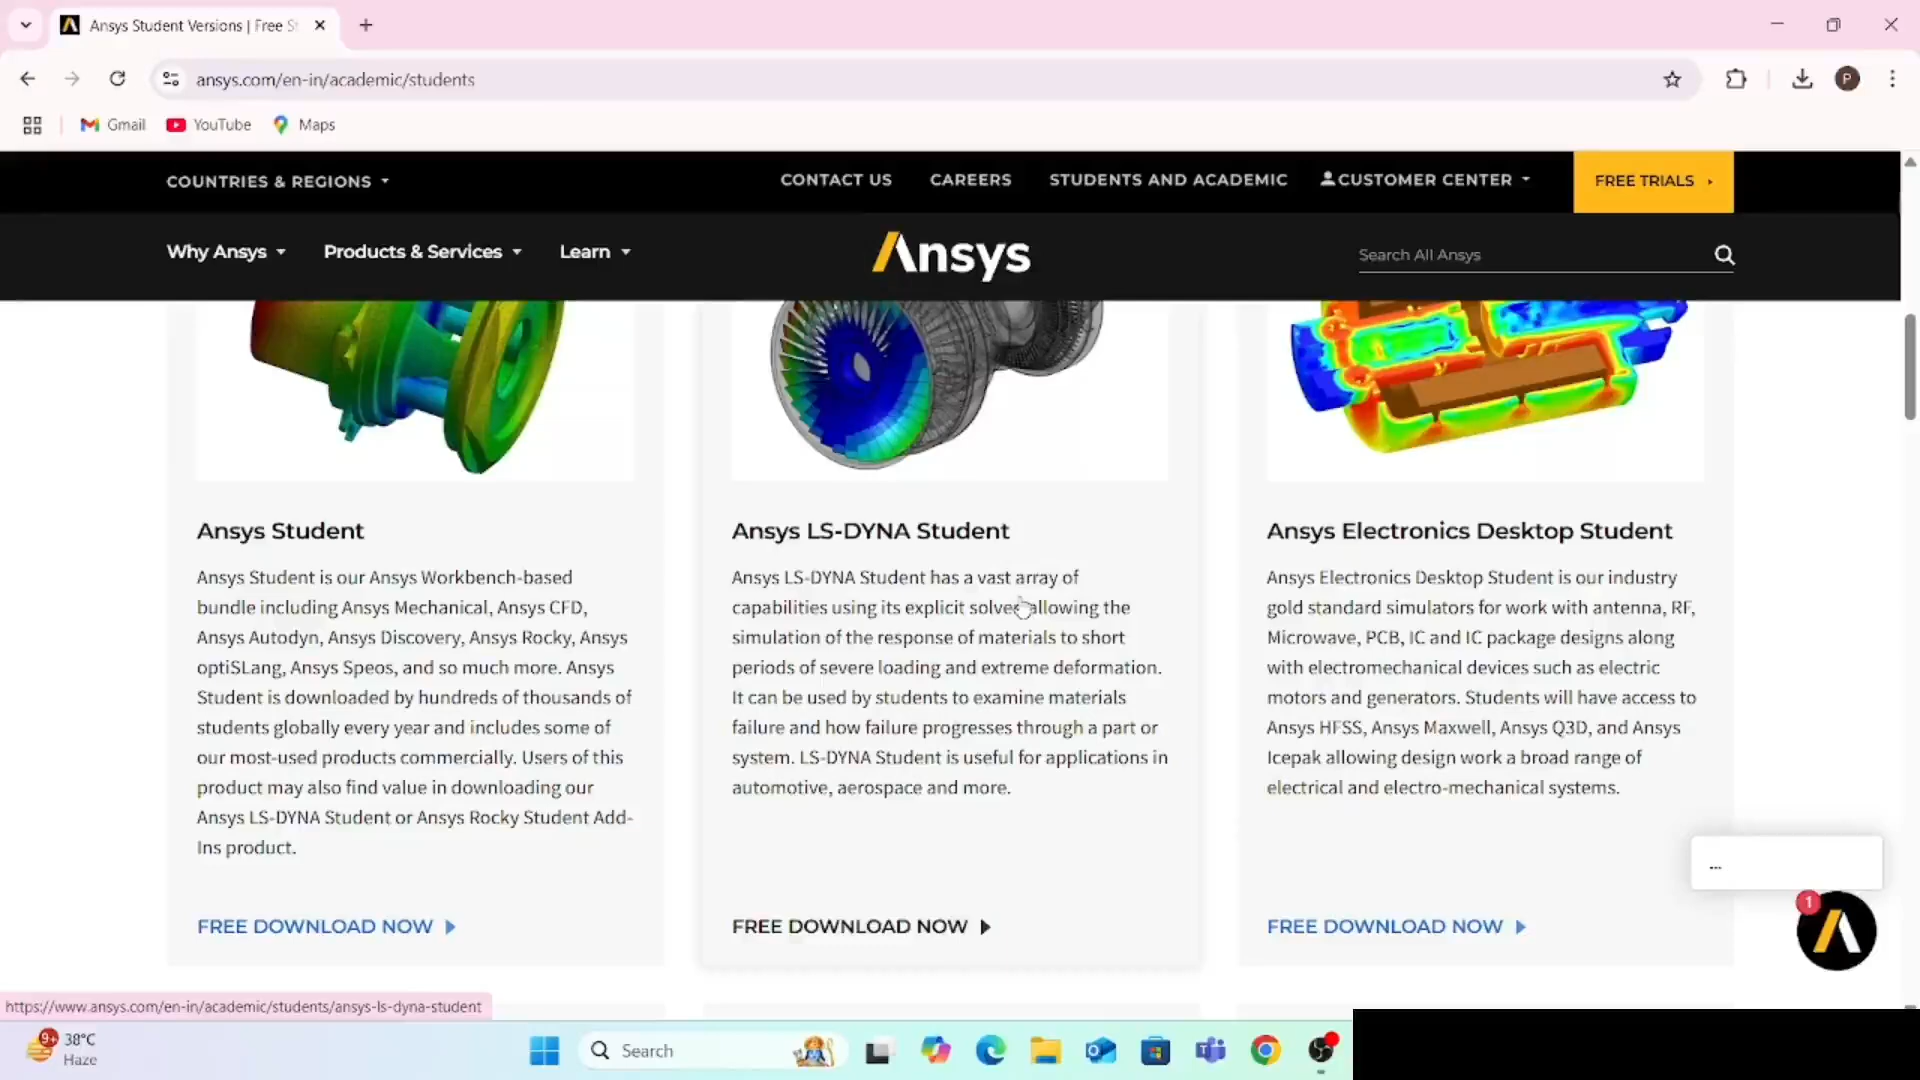 Ansys Student Versions | Free St
ansys.com/en-in/academic/students
P
Gmail
YouTube
Maps
COUNTRIES & REGIONS
CONTACT US
CAREERS
STUDENTS AND ACADEMIC
CUSTOMER CENTER
FREE TRIALS
Why Ansys
Products & Services
Learn
Ansys
Search All Ansys
Ansys Student
Ansys Student is our Ansys Workbench-based
bundle including Ansys Mechanical, Ansys CFD,
Ansys Autodyn, Ansys Discovery, Ansys Rocky, Ansys
optiSLang, Ansys Speos, and so much more. Ansys
Student is downloaded by hundreds of thousands of
students globally every year and includes some of
our most-used products commercially. Users of this
product may also find value in downloading our
Ansys LS-DYNA Student or Ansys Rocky Student Add-
Ins product.
FREE DOWNLOAD NOW
Ansys LS-DYNA Student
Ansys LS-DYNA Student has a vast array of
capabilities using its explicit solver allowing the
simulation of the response of materials to short
periods of severe loading and extreme deformation.
It can be used by students to examine materials
failure and how failure progresses through a part or
system. LS-DYNA Student is useful for applications in
automotive, aerospace and more.
FREE DOWNLOAD NOW
Ansys Electronics Desktop Student
Ansys Electronics Desktop Student is our industry
gold standard simulators for work with antenna, RF,
Microwave, PCB, IC and IC package designs along
with electromechanical devices such as electric
motors and generators. Students will have access to
Ansys HFSS, Ansys Maxwell, Ansys Q3D, and Ansys
Icepak allowing design work a broad range of
electrical and electro-mechanical systems.
FREE DOWNLOAD NOW
...
1
https://www.ansys.com/en-in/academic/students/ansys-ls-dyna-student
9+
38°C
Haze
Search